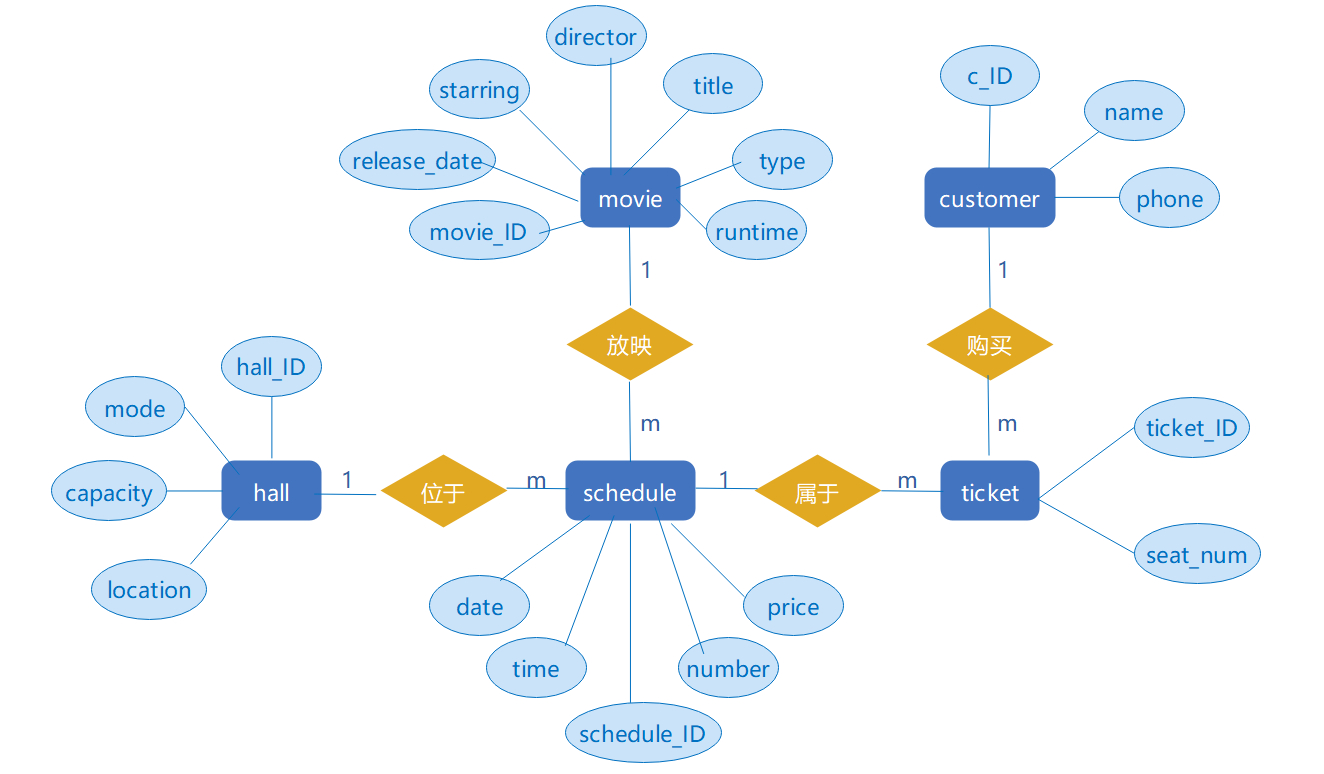 director
c_ID
title
starring
name
type
release_date
movie
customer
phone
movie_ID
runtime
1
1
放映
购买
hall_ID
mode
m
m
ticket_ID
capacity
hall
1
位于
m
schedule
1
属于
m
ticket
seat_num
location
date
price
time
number
schedule_ID